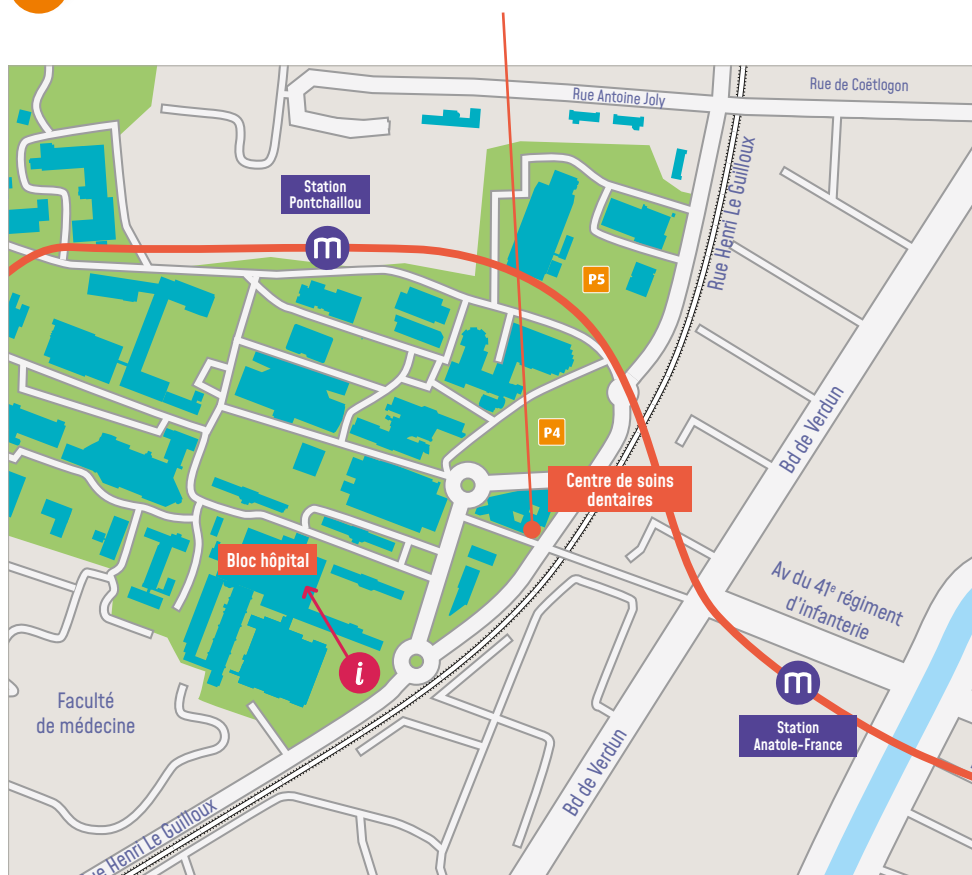 Rue de Coëtlogon
Rue Antoine Joly
Rue Henri Le Guilloux
Station
Pontchaillou
m
P5
P4
Bd de Verdun
Centre de soins
dentaires
Bloc hôpital
i
Av du 41e régiment
d'infanterie
m
Station
Anatole-France
Faculté
de médecine
Bd de Verdun
Rue Henri Le Guilloux